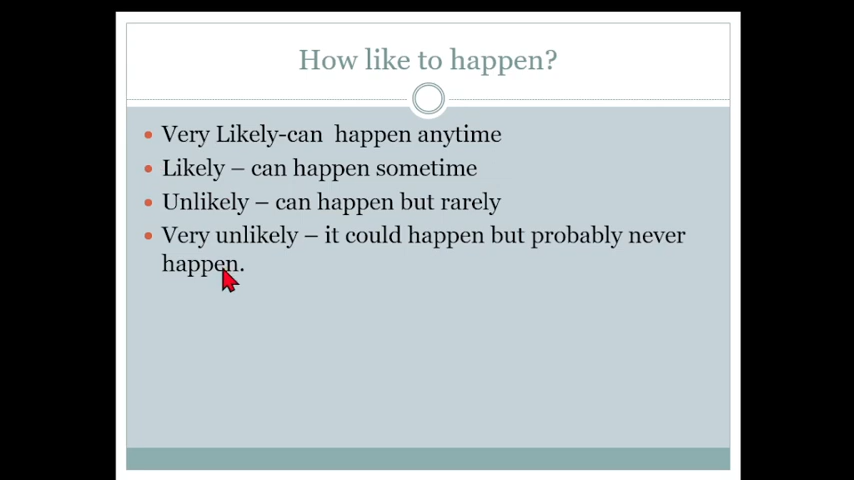 How like to happen?
Very Likely-can happen anytime
Likely – can happen sometime
Unlikely – can happen but rarely
Very unlikely – it could happen but probably never
happen.